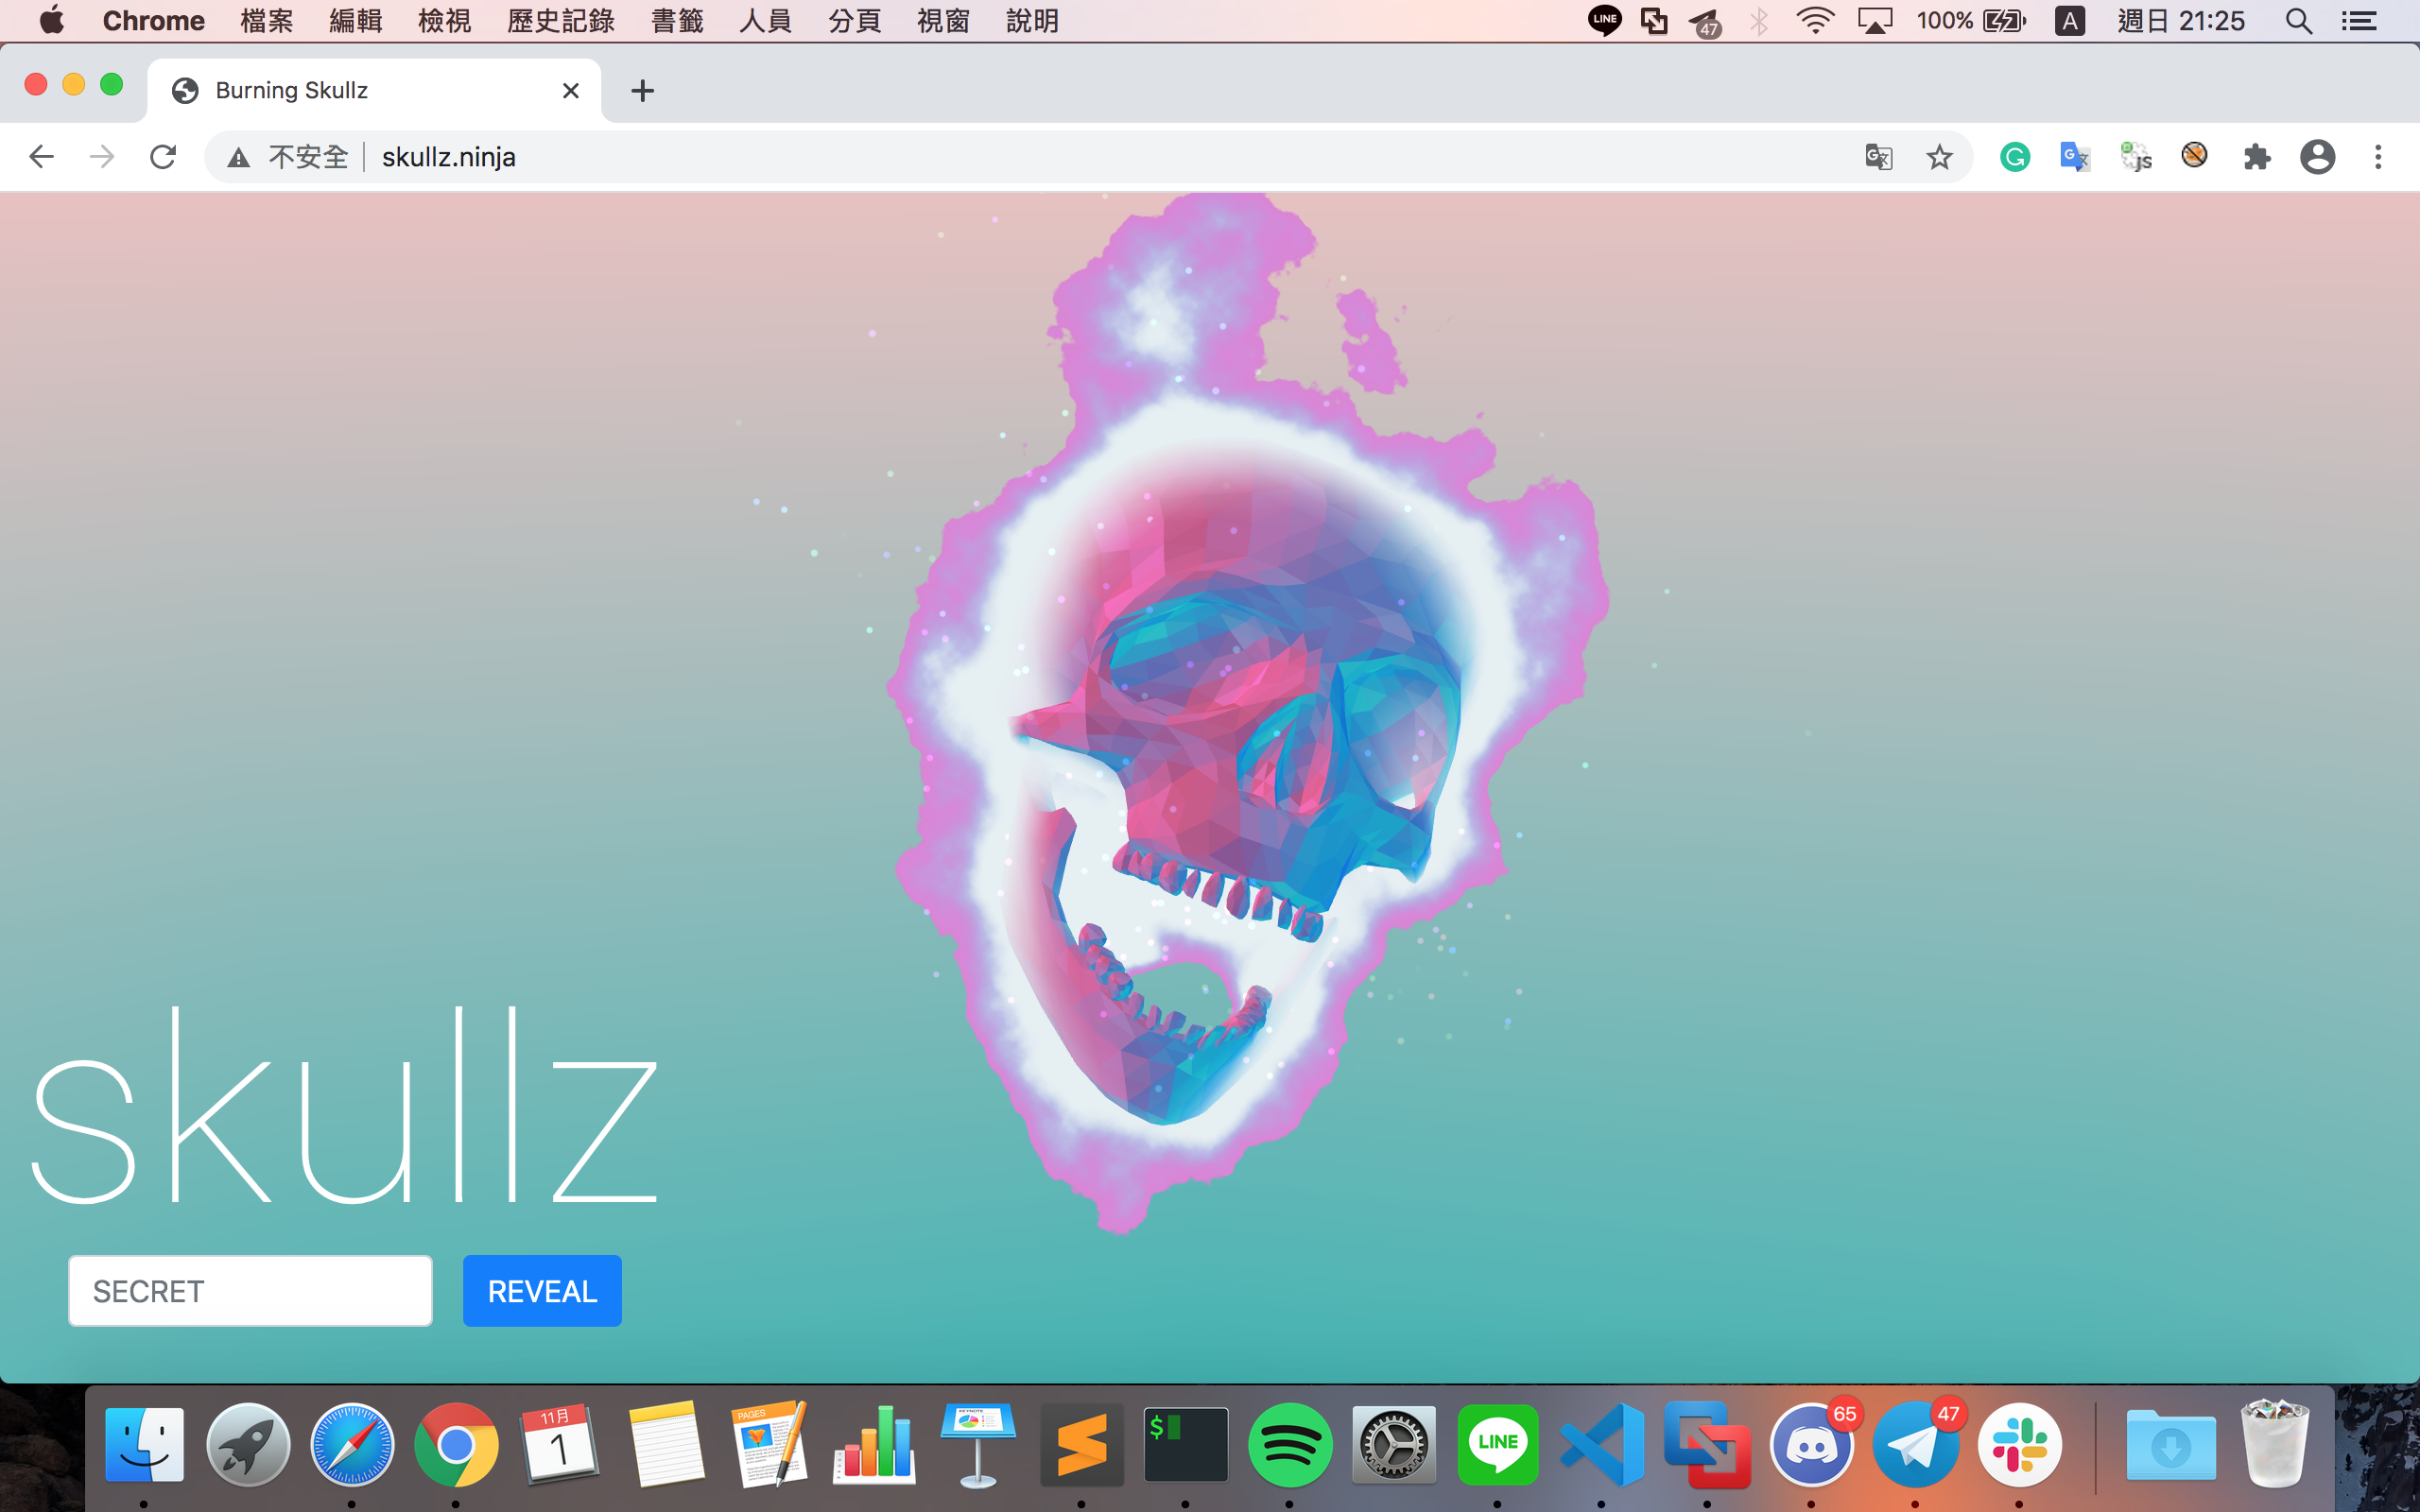 Chrome 檔案 編輯 檢視 歷史記錄 書籤 人員 分頁 視窗 說明 LINE 47 100% A 週日 21:25
Burning Skullz
不安全 skullz.ninja
skullz
SECRET REVEAL
11月
1
PAGES
KEYNOTE
$
LINE
65
47